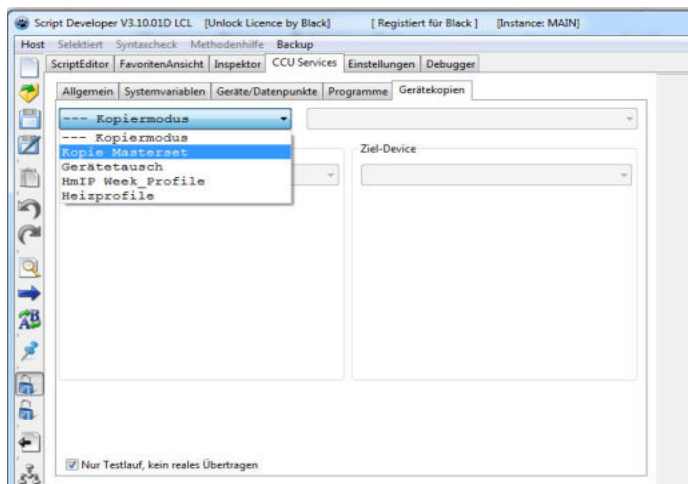 Script Developer V3.10.01D LCL [Unlock Licence by Black] [ Registiert für Black ] [Instance: MAIN]
Host Selektiert Syntaxcheck Methodenhilfe Backup
ScriptEditor FavoritenAnsicht Inspektor CCU Services Einstellungen Debugger
Allgemein Systemvariablen Geräte/Datenpunkte Programme Gerätekopien
--- Kopiermodus
--- Kopiermodus
Kopie Masterset
Gerätetausch
HmIP Week_Profile
Heizprofile
Ziel-Device
Nur Testlauf, kein reales Übertragen